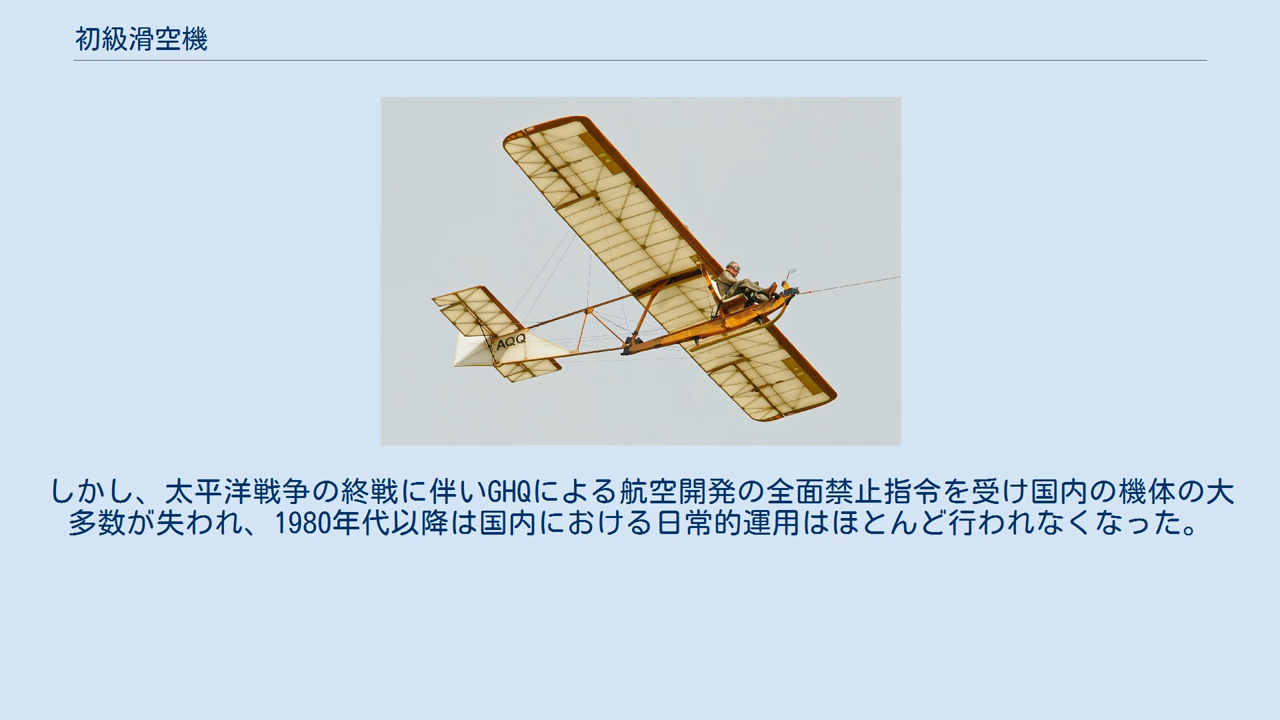 初級滑空機
AQQ
しかし、太平洋戦争の終戦に伴いGHQによる航空開発の全面禁止指令を受け国内の機体の大
多数が失われ、1980年代以降は国内における日常的運用はほとんど行われなくなった。